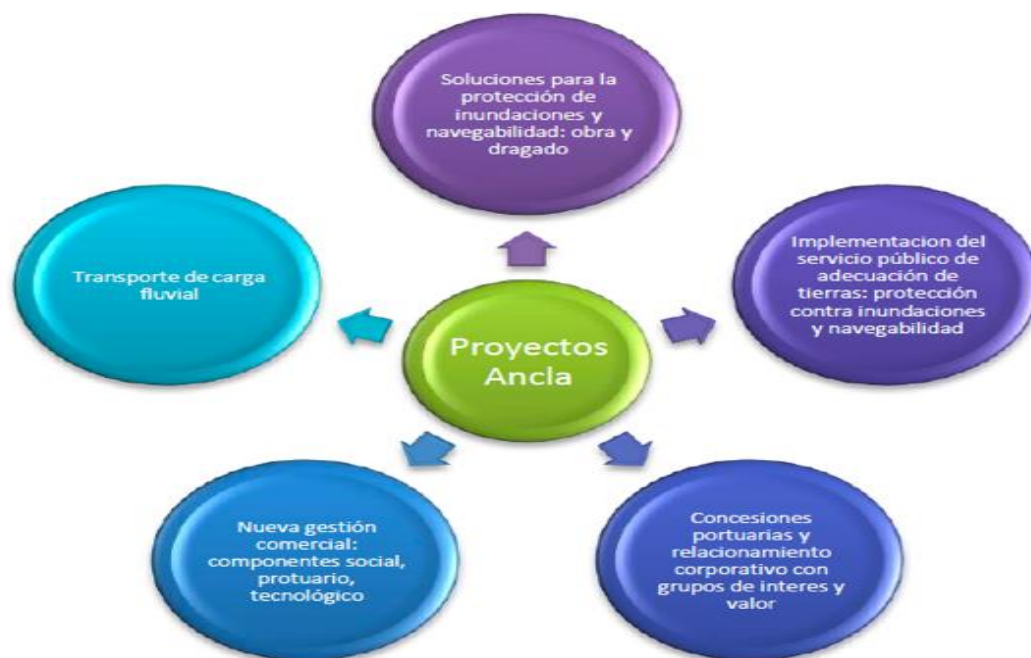 Soluciones para la
protección de
inundaciones y
navegabilidad: obra y
dragado
Transporte de carga
fluvial
Implementacion del
servicio público de
adecuación de
tierras: protección
contra inundaciones
y navegabilidad
Proyectos
Ancla
Nueva gestión
comercial:
componentes social,
protuario,
tecnológico
Concesiones
portuarias y
relacionamiento
corporativo con
grupos de interes y
valor